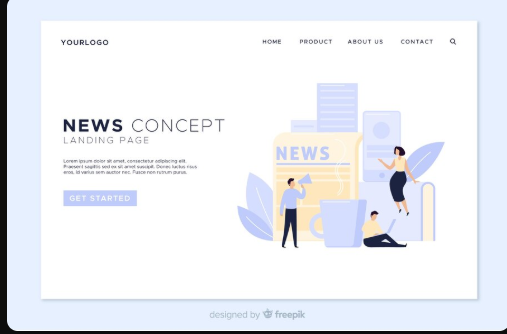 YOURLOGO
HOME PRODUCT ABOUT US CONTACT
NEWS CONCEPT
LANDING PAGE
Lorem ipsum dolor sit amet, consectetur adipiscing elit.
Praesent sagittis sed ex sit amet suscipit. Donec luctus risus
eros, id varius sem auctor nec. Fusce non rutrum purus.
GET STARTED
NEWS
designed by freepik